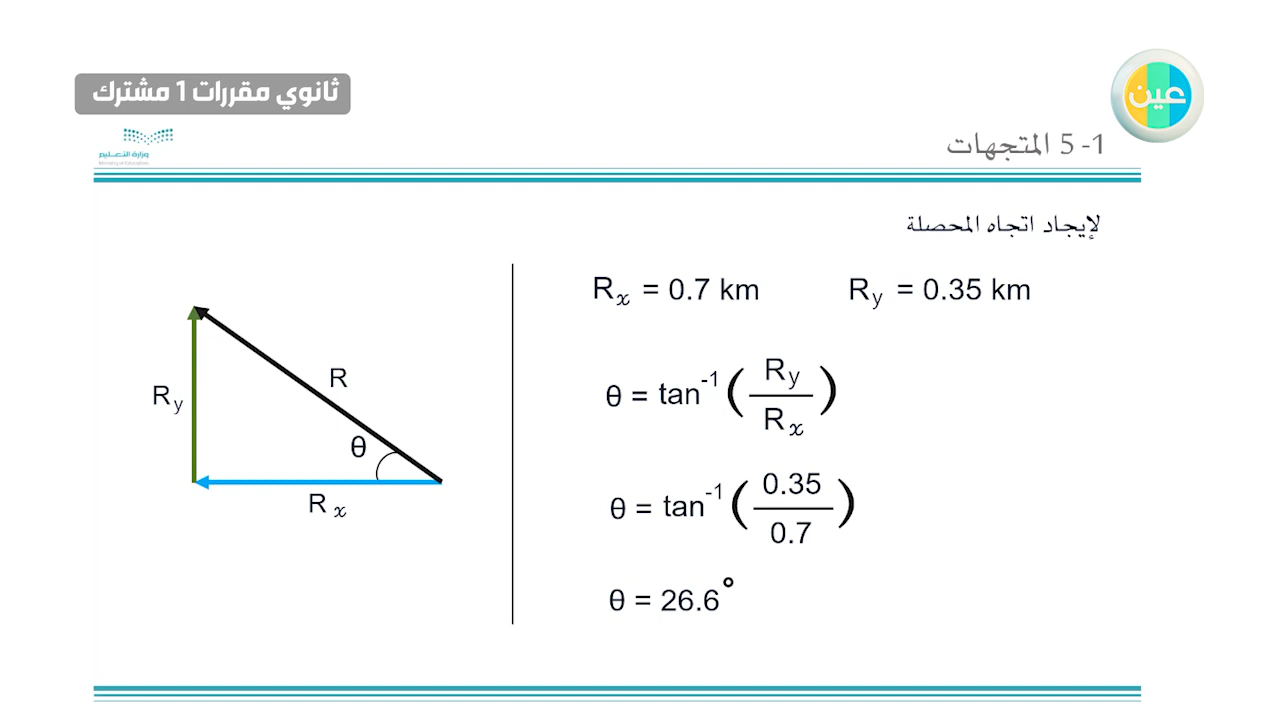 ثانوي مقررات 1 مشترك
عين
وزارة التعليم
Ministry of Education
5 -1 المتجهات
لإيجاد اتجاه المحصلة
Rx = 0.7 km
Ry = 0.35 km
R
Ry
θ
Rx
θ = tan⁻¹ (Ry / Rx)
θ = tan⁻¹ (0.35 / 0.7)
θ = 26.6°